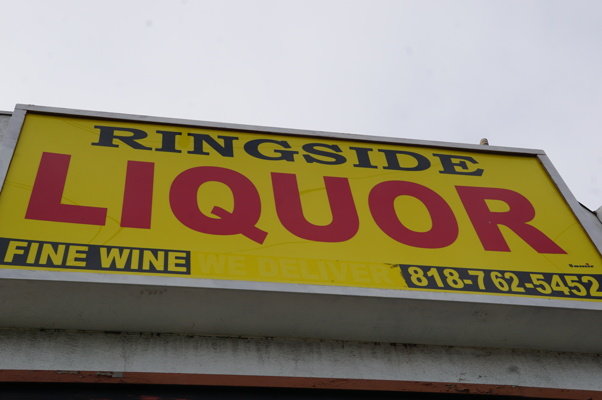 RINGSIDE
LIQUOR
FINE WINE WE DELIVER 818-762-5452